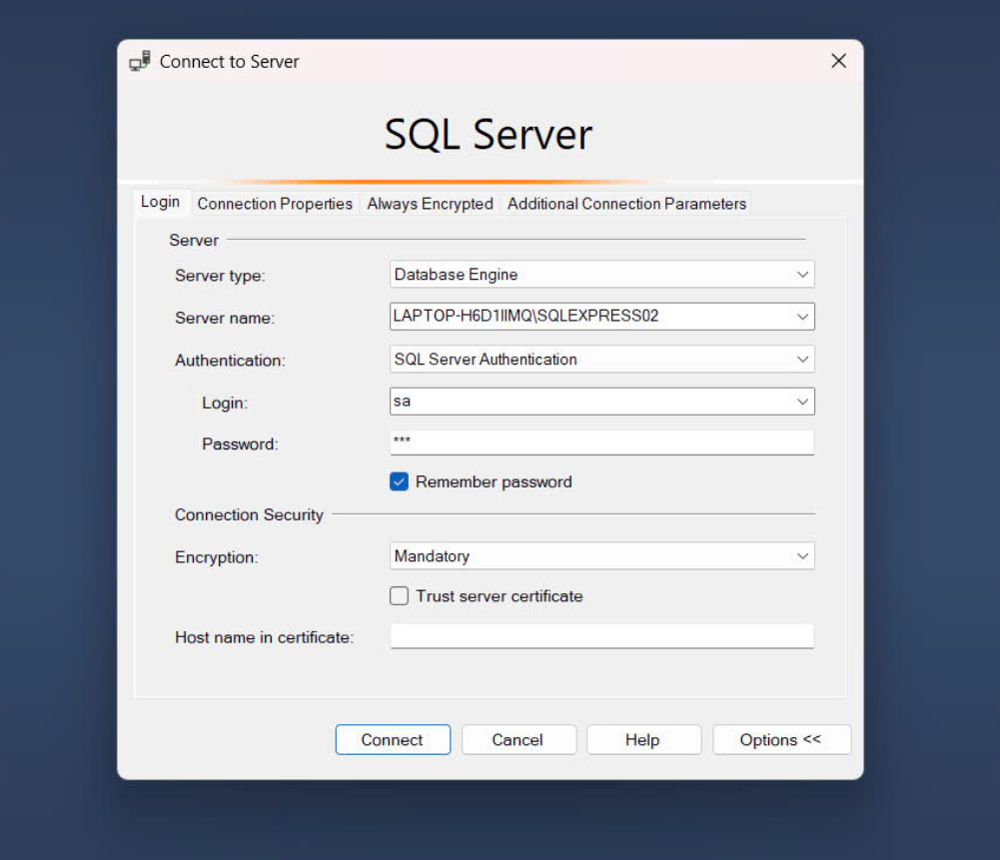 Connect to Server
SQL Server
Login Connection Properties Always Encrypted Additional Connection Parameters
Server
Server type: Database Engine
Server name: LAPTOP-H6D1IIMQ\SQLEXPRESS02
Authentication: SQL Server Authentication
Login: sa
Password: ***
Remember password
Connection Security
Encryption: Mandatory
Trust server certificate
Host name in certificate:
Connect Cancel Help Options <<